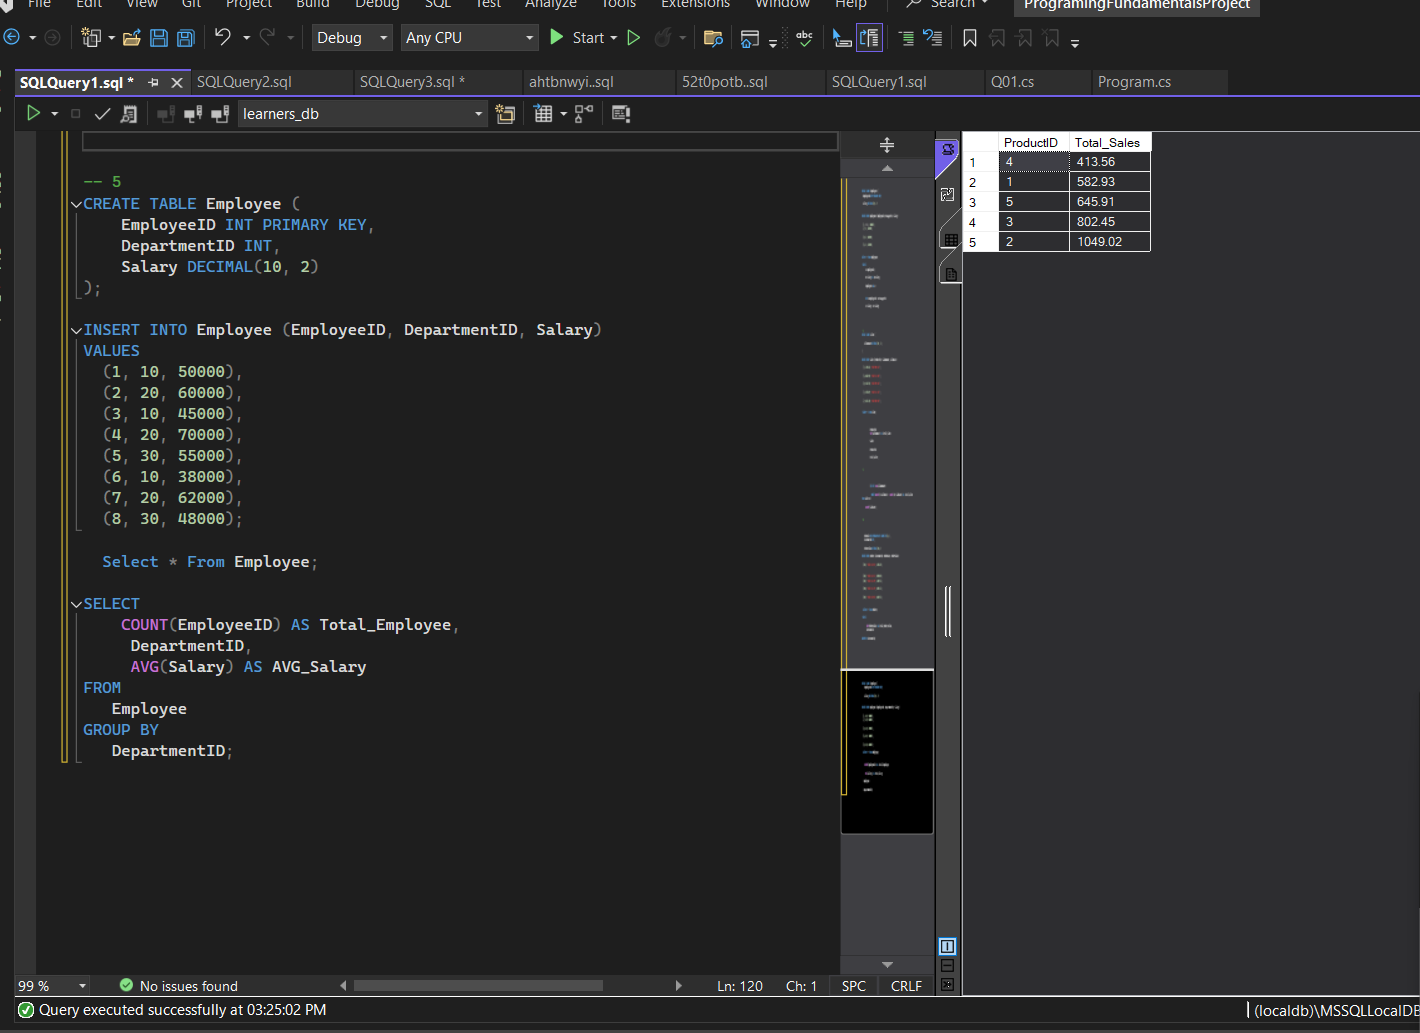 File Edit View Git Project Build Debug SQL Test Analyze Tools Extensions Window Help Search ProgramingFundamentalsProject
Debug Any CPU Start
SQLQuery1.sql * SQLQuery2.sql SQLQuery3.sql * ahtbnwyi..sql 52t0potb..sql SQLQuery1.sql Q01.cs Program.cs
learners_db
-- 5
CREATE TABLE Employee (
EmployeeID INT PRIMARY KEY,
DepartmentID INT,
Salary DECIMAL(10, 2)
);
INSERT INTO Employee (EmployeeID, DepartmentID, Salary)
VALUES
(1, 10, 50000),
(2, 20, 60000),
(3, 10, 45000),
(4, 20, 70000),
(5, 30, 55000),
(6, 10, 38000),
(7, 20, 62000),
(8, 30, 48000);
Select * From Employee;
SELECT
COUNT(EmployeeID) AS Total_Employee,
DepartmentID,
AVG(Salary) AS AVG_Salary
FROM
Employee
GROUP BY
DepartmentID;
ProductID Total_Sales
1 4 413.56
2 1 582.93
3 5 645.91
4 3 802.45
5 2 1049.02
99 % No issues found Ln: 120 Ch: 1 SPC CRLF
Query executed successfully at 03:25:02 PM (localdb)\MSSQLLocalDB